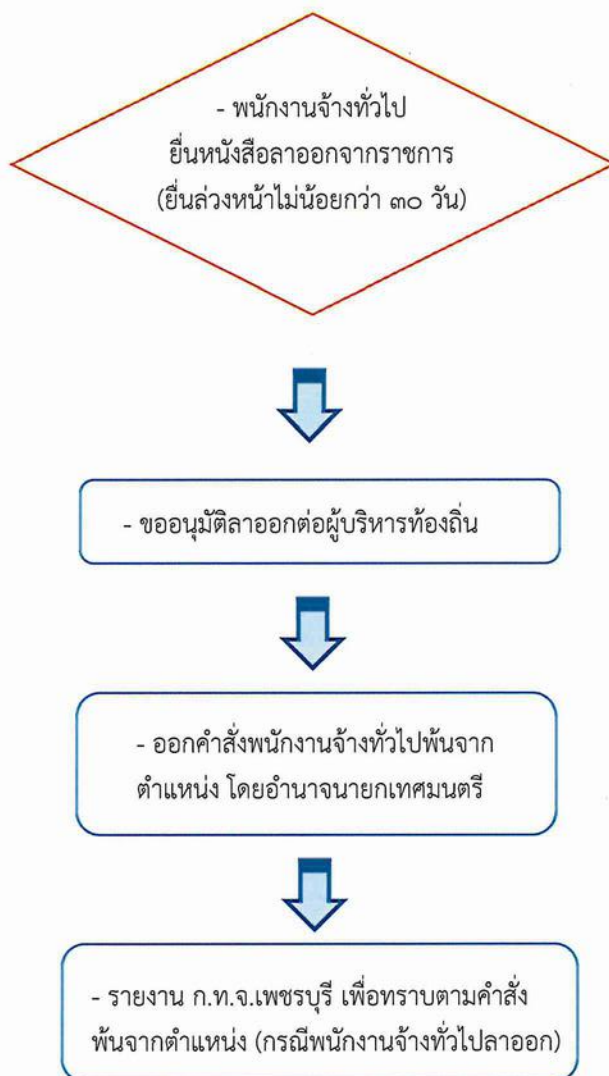 - พนักงานจ้างทั่วไป
ยื่นหนังสือลาออกจากราชการ
(ยื่นล่วงหน้าไม่น้อยกว่า ๓๐ วัน)
- ขออนุมัติลาออกต่อผู้บริหารท้องถิ่น
- ออกคำสั่งพนักงานจ้างทั่วไปพ้นจาก
ตำแหน่ง โดยอำนาจนายกเทศมนตรี
- รายงาน ก.ท.จ.เพชรบุรี เพื่อทราบตามคำสั่ง
พ้นจากตำแหน่ง (กรณีพนักงานจ้างทั่วไปลาออก)